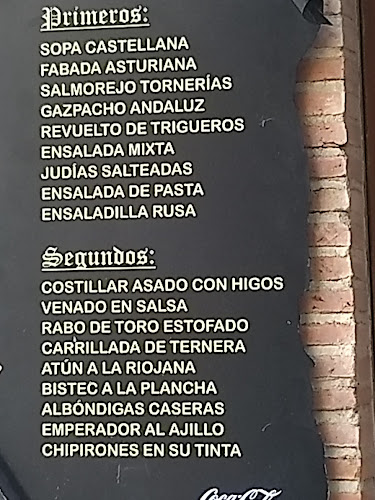 Primeros:
SOPA CASTELLANA
FABADA ASTURIANA
SALMOREJO TORNERÍAS
GAZPACHO ANDALUZ
REVUELTO DE TRIGUEROS
ENSALADA MIXTA
JUDÍAS SALTEADAS
ENSALADA DE PASTA
ENSALADILLA RUSA
Segundos:
COSTILLAR ASADO CON HIGOS
VENADO EN SALSA
RABO DE TORO ESTOFADO
CARRILLADA DE TERNERA
ATÚN A LA RIOJANA
BISTEC A LA PLANCHA
ALBÓNDIGAS CASERAS
EMPERADOR AL AJILLO
CHIPIRONES EN SU TINTA
Coca-Cola